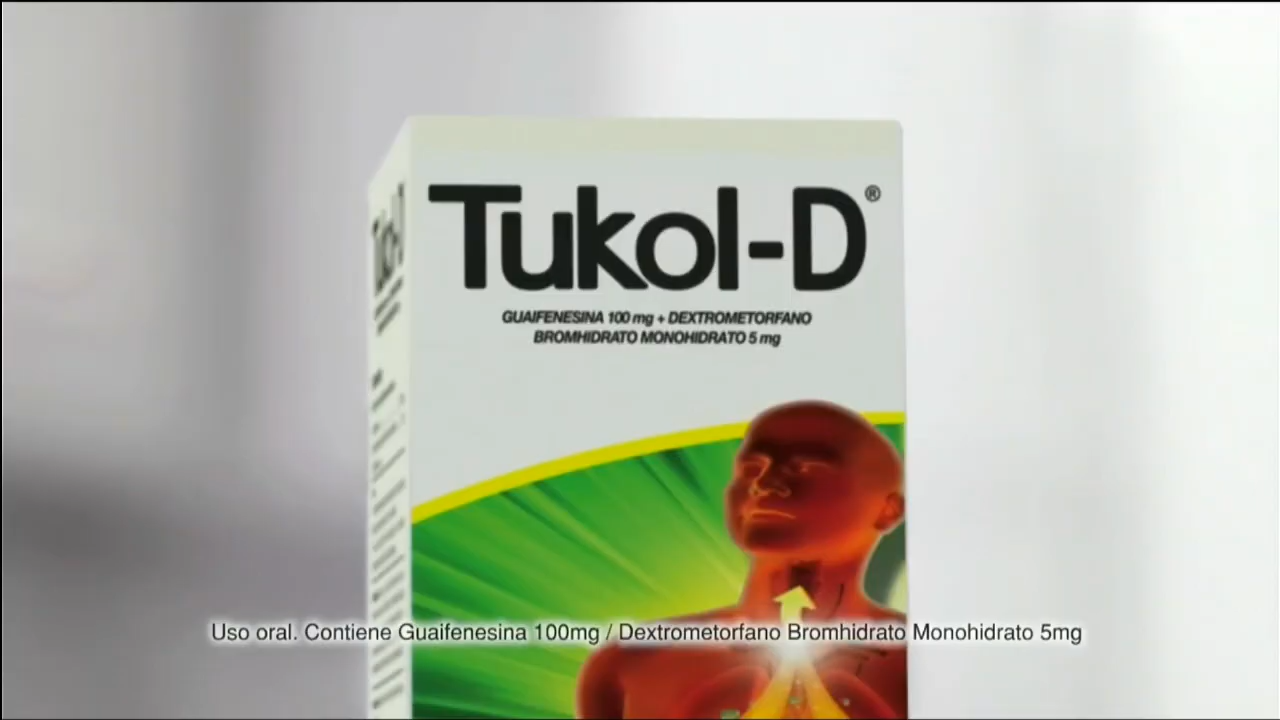 Tukol-D®
GUAIFENESINA 100 mg + DEXTROMETORFANO
BROMHIDRATO MONOHIDRATO 5 mg
Uso oral. Contiene Guaifenesina 100mg / Dextrometorfano Bromhidrato Monohidrato 5mg